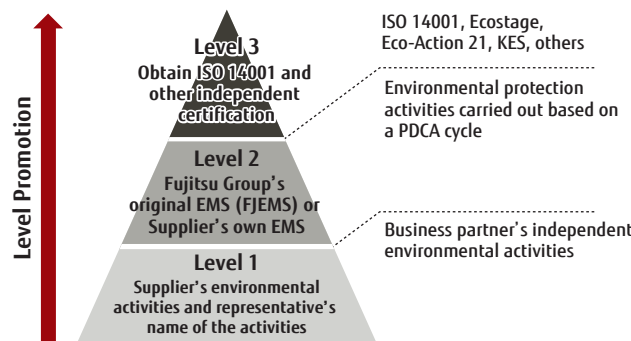 Level Promotion
Level 3
Obtain ISO 14001 and
other independent
certification
Level 2
Fujitsu Group's
original EMS (FJEMS) or
Supplier's own EMS
Level 1
Supplier's environmental
activities and representative's
name of the activities
ISO 14001, Ecostage,
Eco-Action 21, KES, others
Environmental protection
activities carried out based on
a PDCA cycle
Business partner's independent
environmental activities